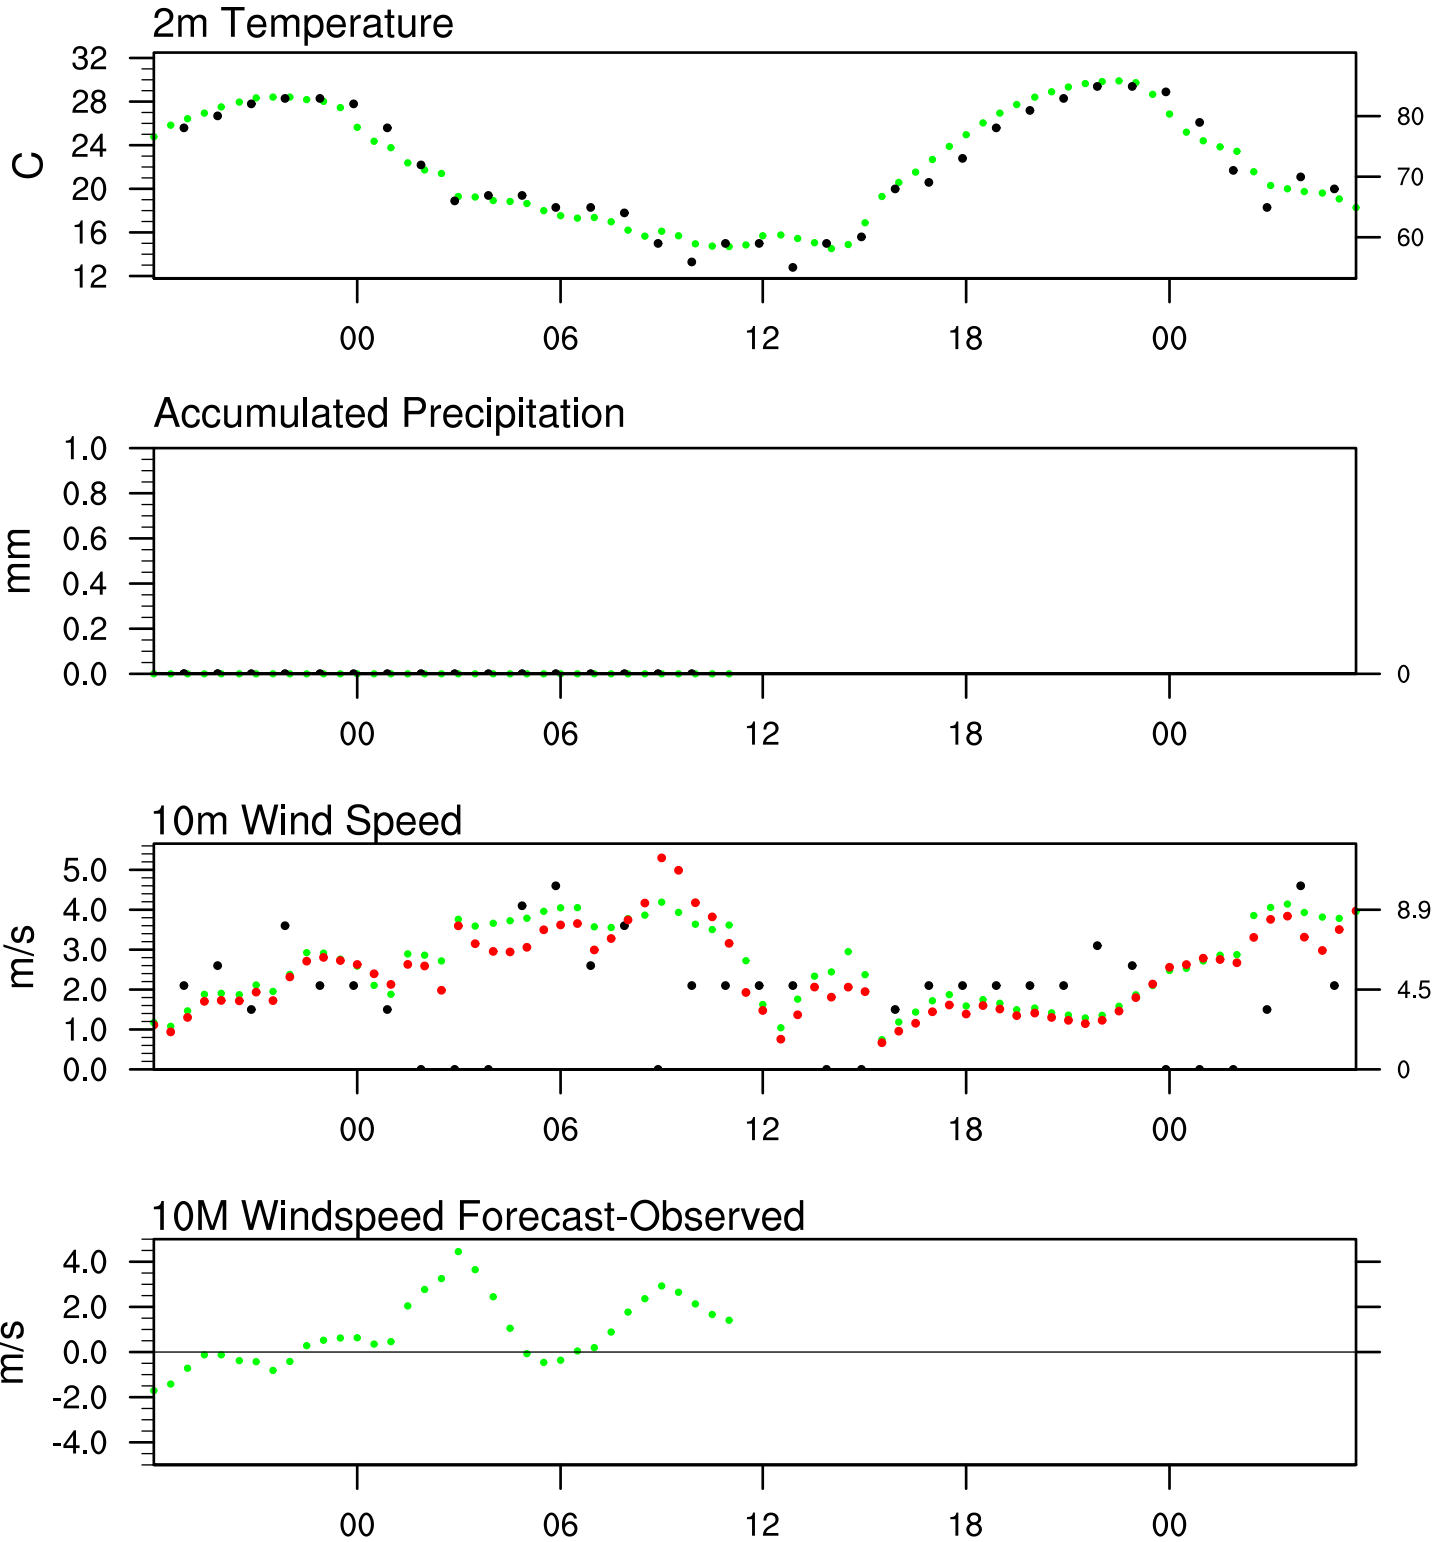 2m Temperature
32
28
24
20
16
12
C
80
70
60
00 06 12 18 00
Accumulated Precipitation
1.0
0.8
0.6
0.4
0.2
0.0
mm
0
00 06 12 18 00
10m Wind Speed
5.0
4.0
3.0
2.0
1.0
0.0
m/s
8.9
4.5
0
00 06 12 18 00
10M Windspeed Forecast-Observed
4.0
2.0
0.0
-2.0
-4.0
m/s
00 06 12 18 00